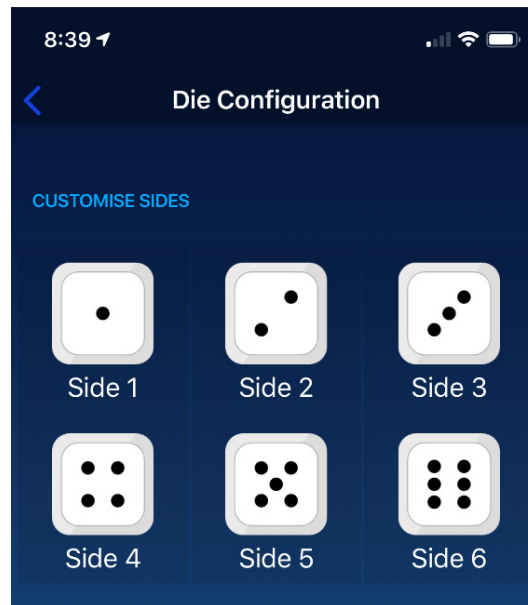 8:39
Die Configuration
CUSTOMISE SIDES
Side 1 Side 2 Side 3
Side 4 Side 5 Side 6